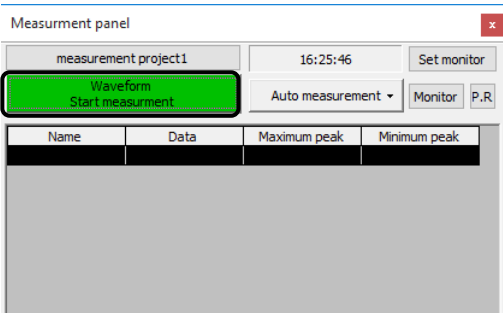 Measurment panel
x
measurement project1
16:25:46
Set monitor
Waveform
Start measurment
Auto measurement
Monitor
P.R
Name Data Maximum peak Minimum peak